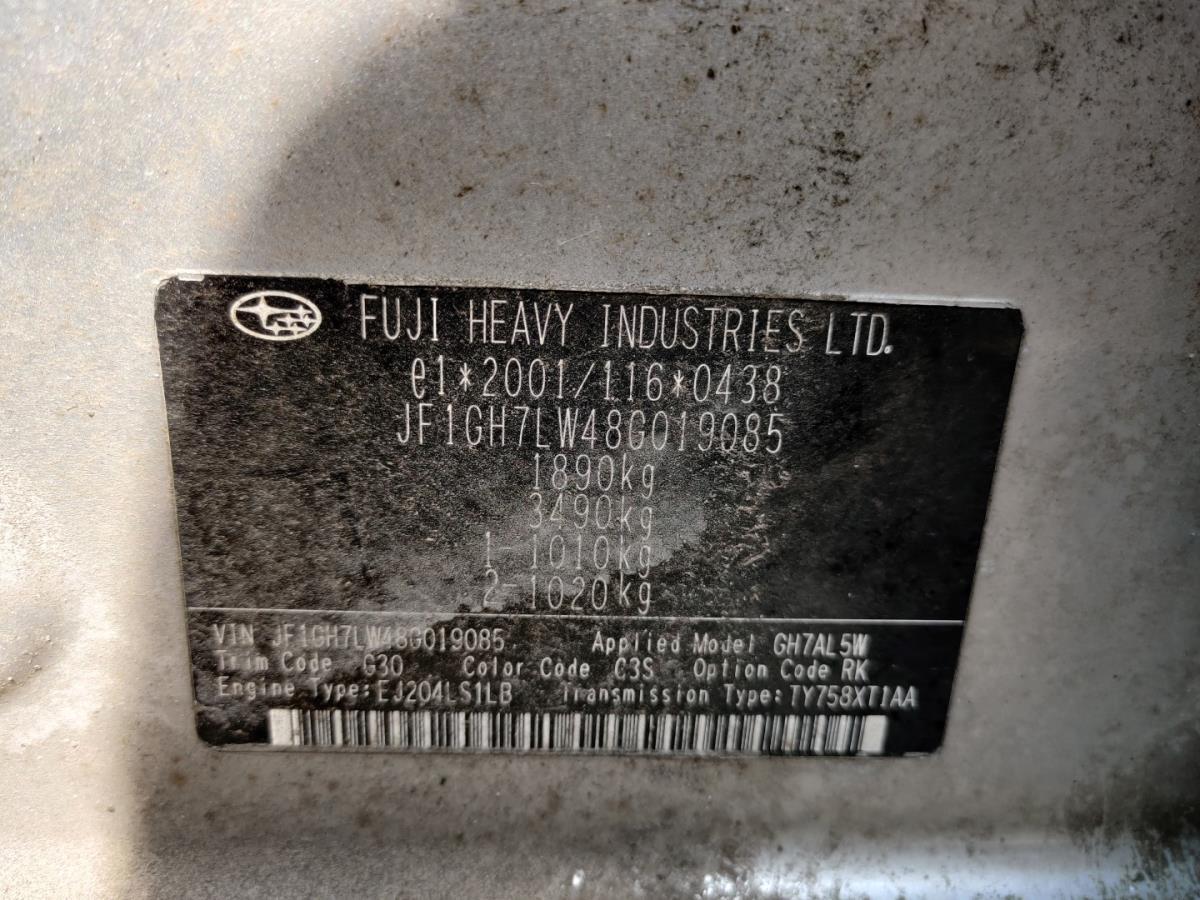 FUJI HEAVY INDUSTRIES LTD.
e1*2001/116*0438
JF1GH7LW48G019085
1890kg
3490kg
1-1010kg
2-1020kg
VIN JF1GH7LW48G019085 Applied Model GH7AL5W
Trim Code G30 Color Code C3S Option Code RK
Engine Type:EJ204LS1LB Transmission Type:TY758XT1AA